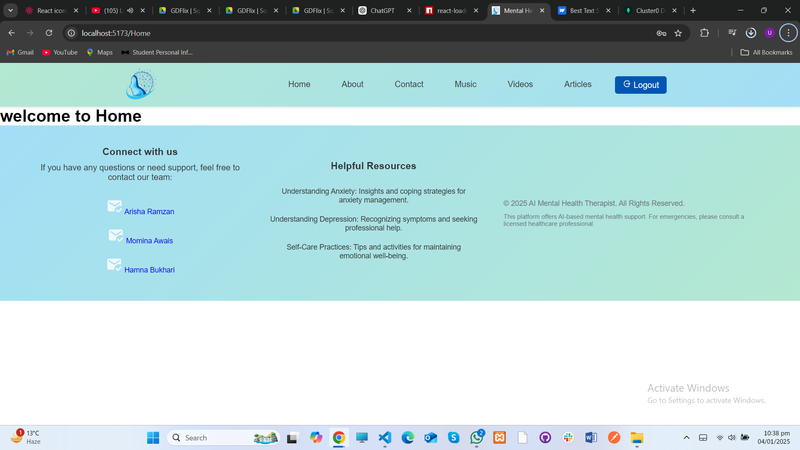 React icon
(105) L
GDFlix | So
GDFlix | So
GDFlix | So
ChatGPT
react-loade
Mental He
Best Text S
Cluster0 D
localhost:5173/Home
Gmail
YouTube
Maps
Student Personal Inf...
All Bookmarks
Home
About
Contact
Music
Videos
Articles
Logout
welcome to Home
Connect with us
If you have any questions or need support, feel free to
contact our team:
Arisha Ramzan
Momina Awais
Hamna Bukhari
Helpful Resources
Understanding Anxiety: Insights and coping strategies for
anxiety management.
Understanding Depression: Recognizing symptoms and seeking
professional help.
Self-Care Practices: Tips and activities for maintaining
emotional well-being.
© 2025 AI Mental Health Therapist. All Rights Reserved.
This platform offers AI-based mental health support. For emergencies, please consult a
licensed healthcare professional.
Activate Windows
Go to Settings to activate Windows.
1
13°C
Haze
Search
2
10:38 pm
04/01/2025